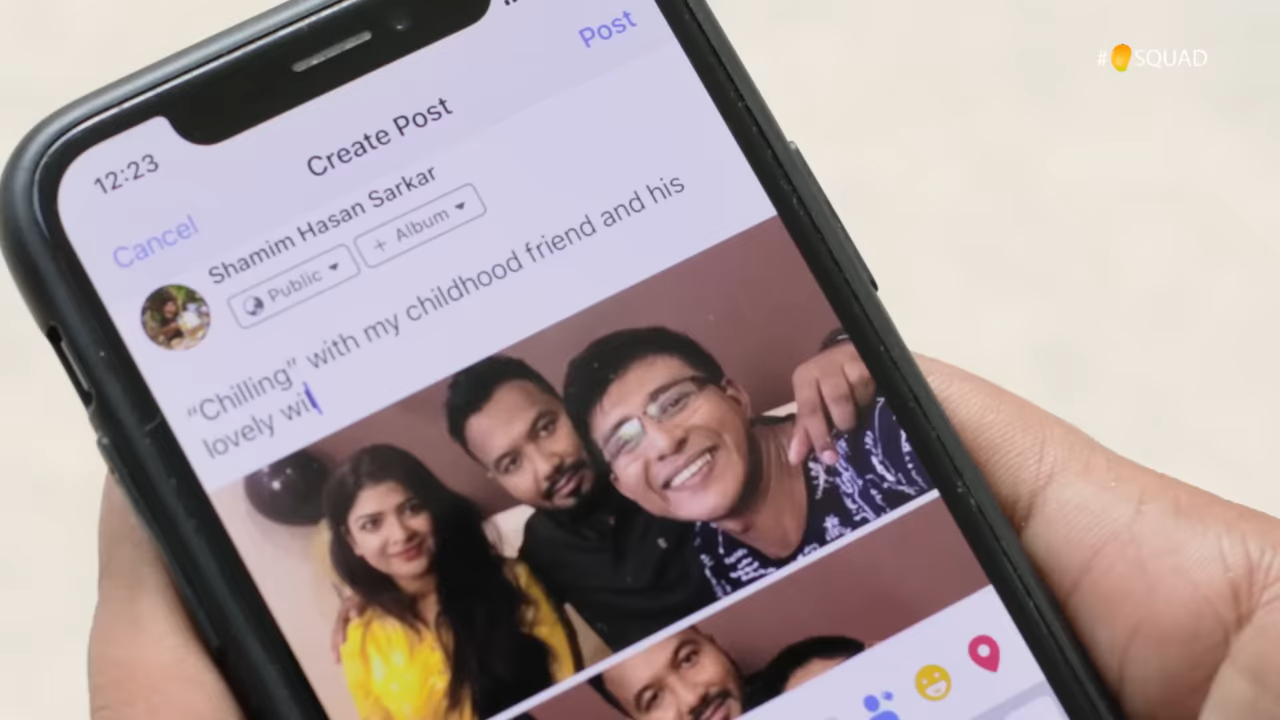 #SQUAD
Post
12:23
Create Post
Cancel
Shamim Hasan Sarkar
Public
+ Album
“Chilling” with my childhood friend and his
lovely wi